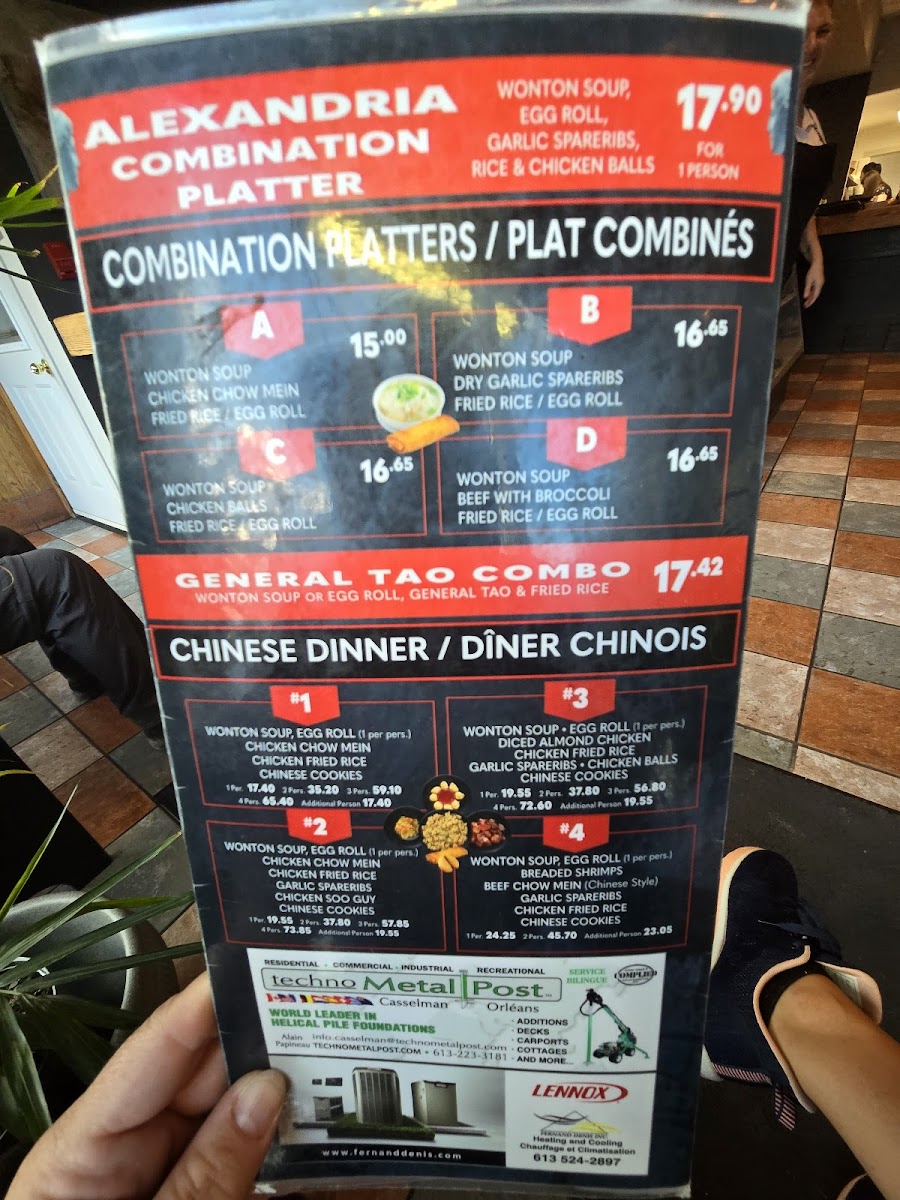 ALEXANDRIA
COMBINATION
PLATTER
WONTON SOUP,
EGG ROLL,
GARLIC SPARERIBS,
RICE & CHICKEN BALLS
17.90
FOR
1 PERSON
COMBINATION PLATTERS / PLAT COMBINÉS
A
15.00
WONTON SOUP
CHICKEN CHOW MEIN
FRIED RICE / EGG ROLL
B
16.65
WONTON SOUP
DRY GARLIC SPARERIBS
FRIED RICE / EGG ROLL
C
16.65
WONTON SOUP
CHICKEN BALLS
FRIED RICE / EGG ROLL
D
16.65
WONTON SOUP
BEEF WITH BROCCOLI
FRIED RICE / EGG ROLL
GENERAL TAO COMBO 17.42
WONTON SOUP OR EGG ROLL, GENERAL TAO & FRIED RICE
CHINESE DINNER / DÎNER CHINOIS
#1
WONTON SOUP, EGG ROLL (1 per pers.)
CHICKEN CHOW MEIN
CHICKEN FRIED RICE
CHINESE COOKIES
1 Per. 17.40 2 Pers. 35.20 3 Pers. 59.10
4 Pers. 65.40 Additional Person 17.40
#3
WONTON SOUP • EGG ROLL (1 per pers.)
DICED ALMOND CHICKEN
CHICKEN FRIED RICE
GARLIC SPARERIBS • CHICKEN BALLS
CHINESE COOKIES
1 Per. 19.55 2 Pers. 37.80 3 Pers. 56.80
4 Pers. 72.60 Additional Person 19.55
#2
WONTON SOUP, EGG ROLL (1 per pers.)
CHICKEN CHOW MEIN
CHICKEN FRIED RICE
GARLIC SPARERIBS
CHICKEN SOO GUY
CHINESE COOKIES
1 Per. 19.55 2 Pers. 37.80 3 Pers. 57.85
4 Pers. 73.85 Additional Person 19.55
#4
WONTON SOUP, EGG ROLL (1 per pers.)
BREADED SHRIMPS
BEEF CHOW MEIN (Chinese Style)
GARLIC SPARERIBS
CHICKEN FRIED RICE
CHINESE COOKIES
1 Per. 24.25 2 Pers. 45.70 Additional Person 23.05
RESIDENTIAL • COMMERCIAL • INDUSTRIAL • RECREATIONAL
techno Metal Post
Casselman Orléans
SERVICE
BILINGUE
COMPLIED
WORLD LEADER IN
HELICAL PILE FOUNDATIONS
Alain info.casselman@technometalpost.com
Papineau TECHNOMETALPOST.COM • 613-223-3181
· ADDITIONS
· DECKS
· CARPORTS
· COTTAGES
· AND MORE...
www.fernanddenis.com
LENNOX
FERNAND DENIS INC
Heating and Cooling
Chauffage et Climatisation
613 524-2897